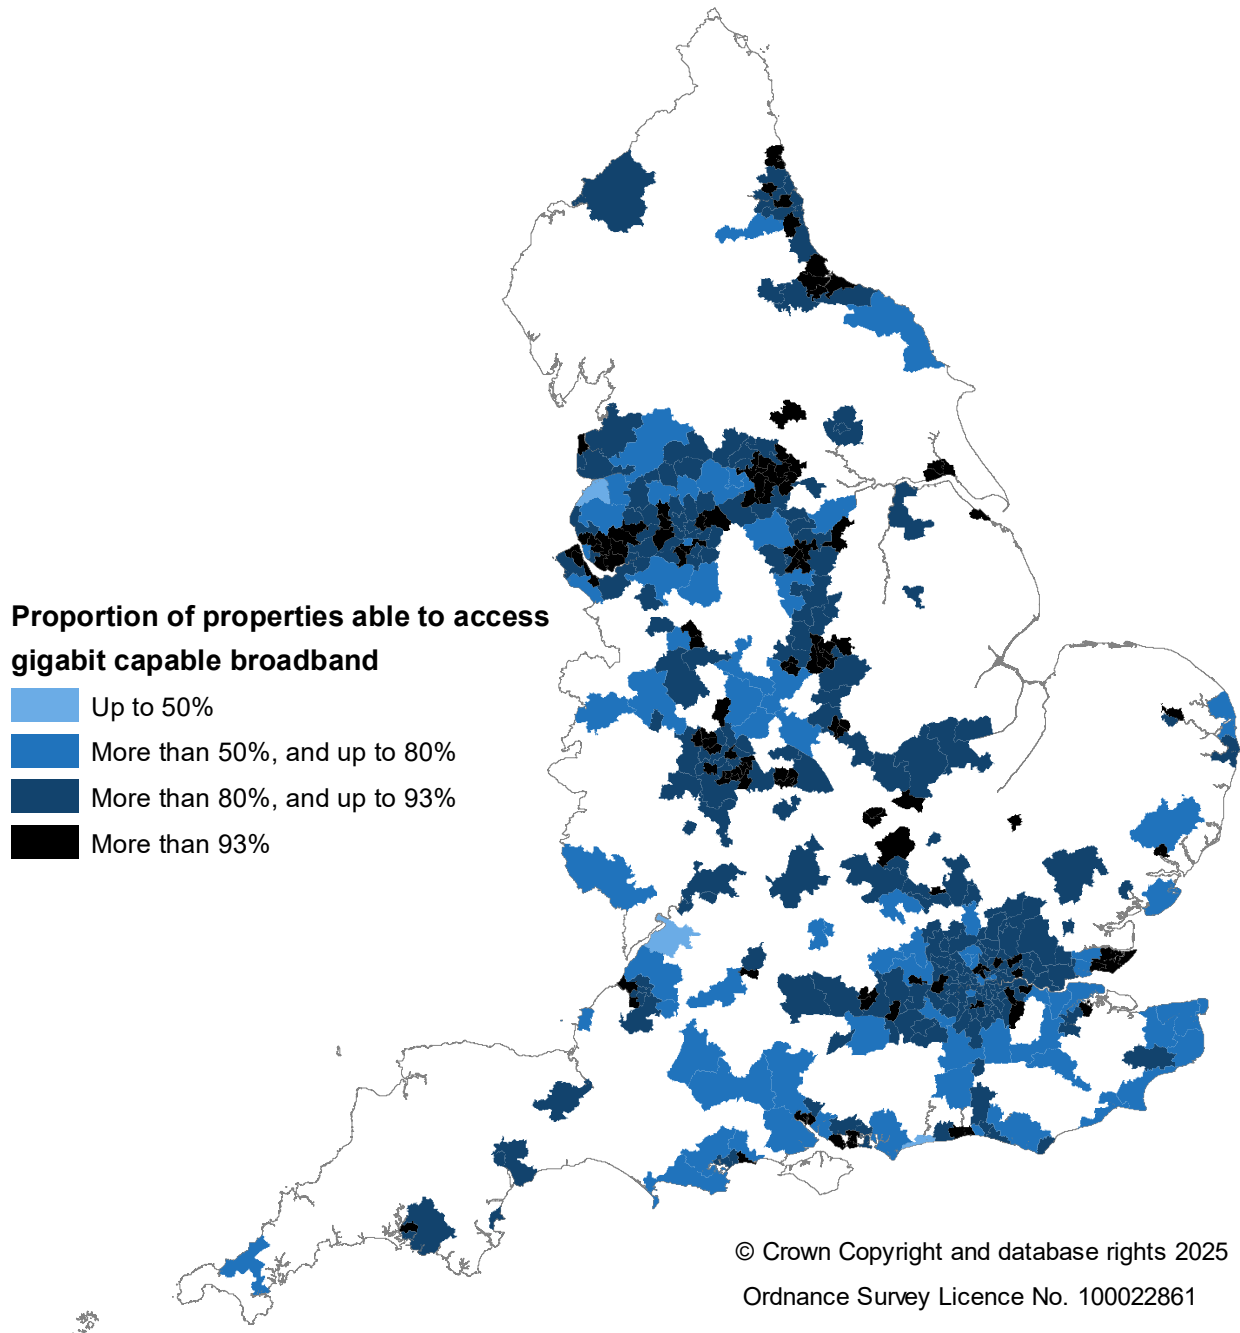 Proportion of properties able to access
gigabit capable broadband
Up to 50%
More than 50%, and up to 80%
More than 80%, and up to 93%
More than 93%
© Crown Copyright and database rights 2025
Ordnance Survey Licence No. 100022861